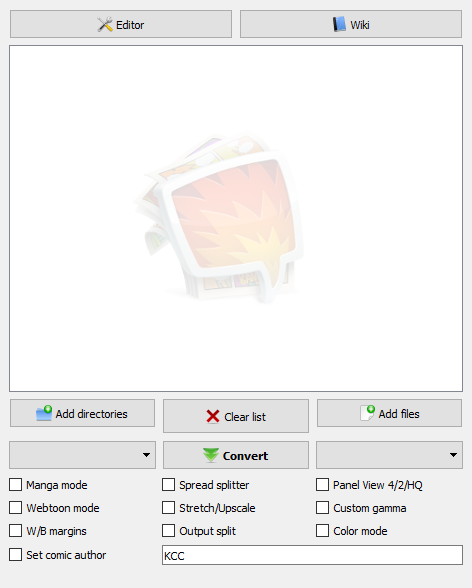 Editor Wiki
Add directories Clear list Add files
Convert
Manga mode Spread splitter Panel View 4/2/HQ
Webtoon mode Stretch/Upscale Custom gamma
W/B margins Output split Color mode
Set comic author KCC